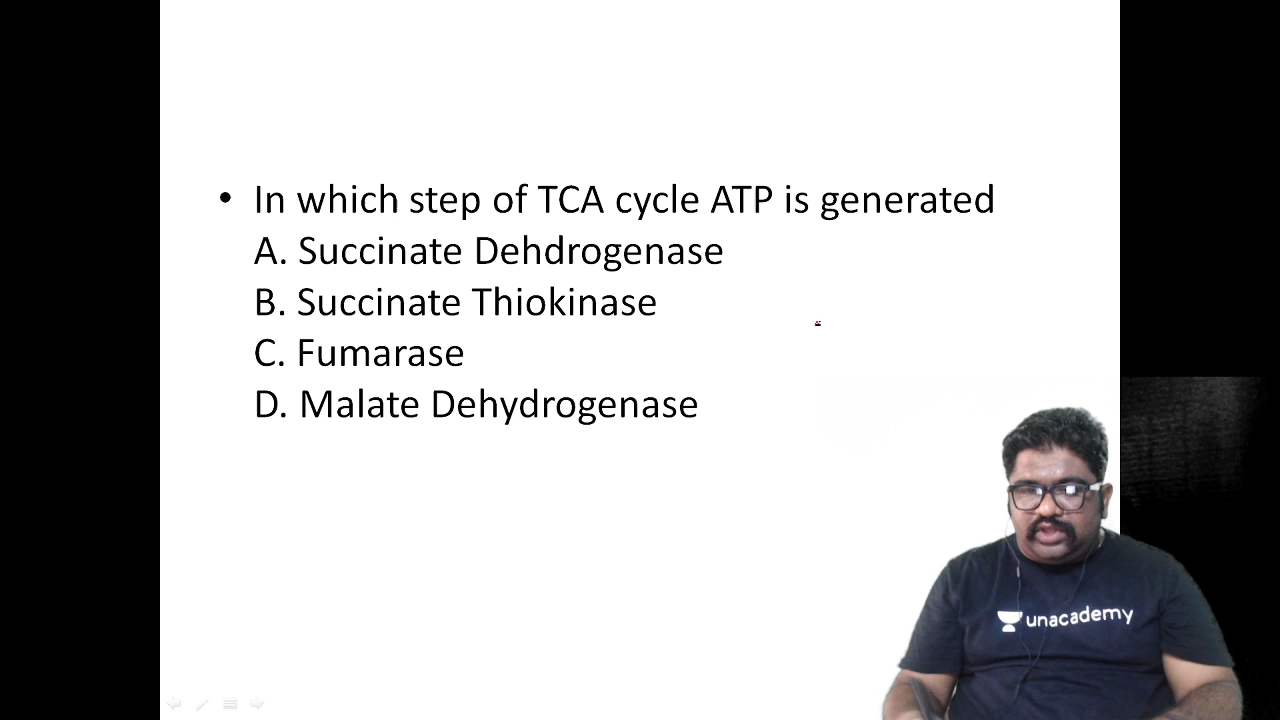 • In which step of TCA cycle ATP is generated
A. Succinate Dehdrogenase
B. Succinate Thiokinase
C. Fumarase
D. Malate Dehydrogenase
unacademy